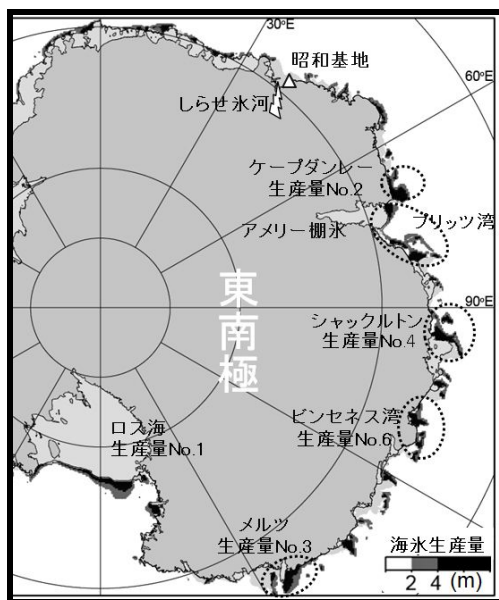 30°E
昭和基地
60°E
しらせ氷河
ケープダンレー
生産量No.2
プリッツ湾
アメリー棚氷
90°E
東南極
シャックルトン
生産量No.4
ビンセネス湾
生産量No.6
ロス海
生産量No.1
メルツ
生産量No.3
海氷生産量
2 4 (m)